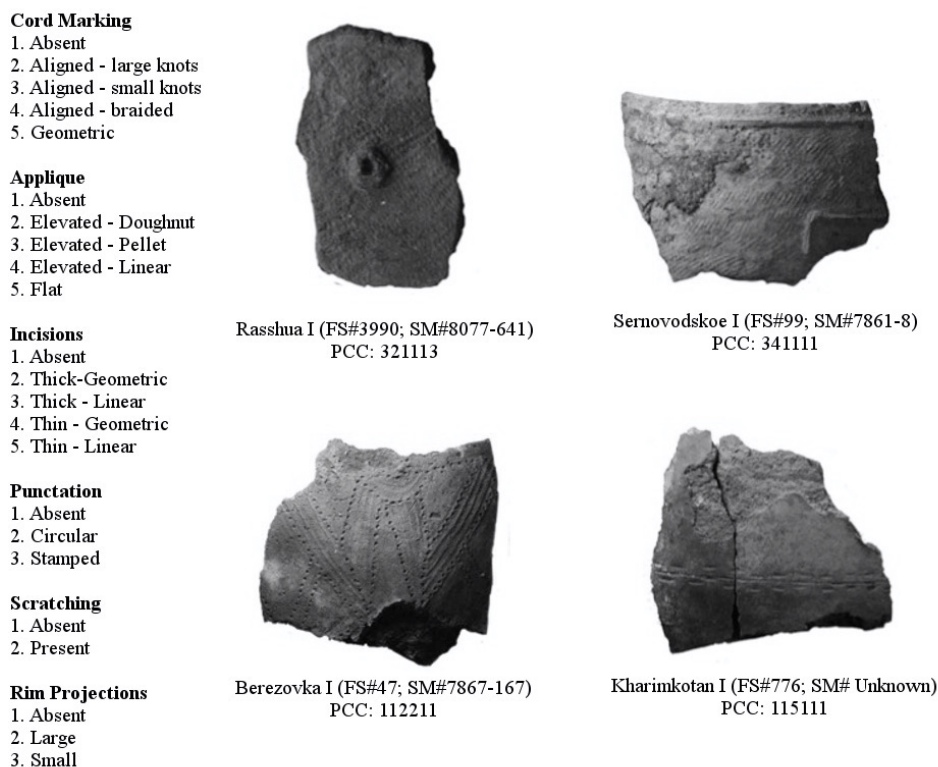 Cord Marking
1. Absent
2. Aligned - large knots
3. Aligned - small knots
4. Aligned - braided
5. Geometric
Applique
1. Absent
2. Elevated - Doughnut
3. Elevated - Pellet
4. Elevated - Linear
5. Flat
Incisions
1. Absent
2. Thick-Geometric
3. Thick - Linear
4. Thin - Geometric
5. Thin - Linear
Punctation
1. Absent
2. Circular
3. Stamped
Scratching
1. Absent
2. Present
Rim Projections
1. Absent
2. Large
3. Small
Rasshua I (FS#3990; SM#8077-641)
PCC: 321113
Sernovodskoe I (FS#99; SM#7861-8)
PCC: 341111
Berezovka I (FS#47; SM#7867-167)
PCC: 112211
Kharimkotan I (FS#776; SM# Unknown)
PCC: 115111